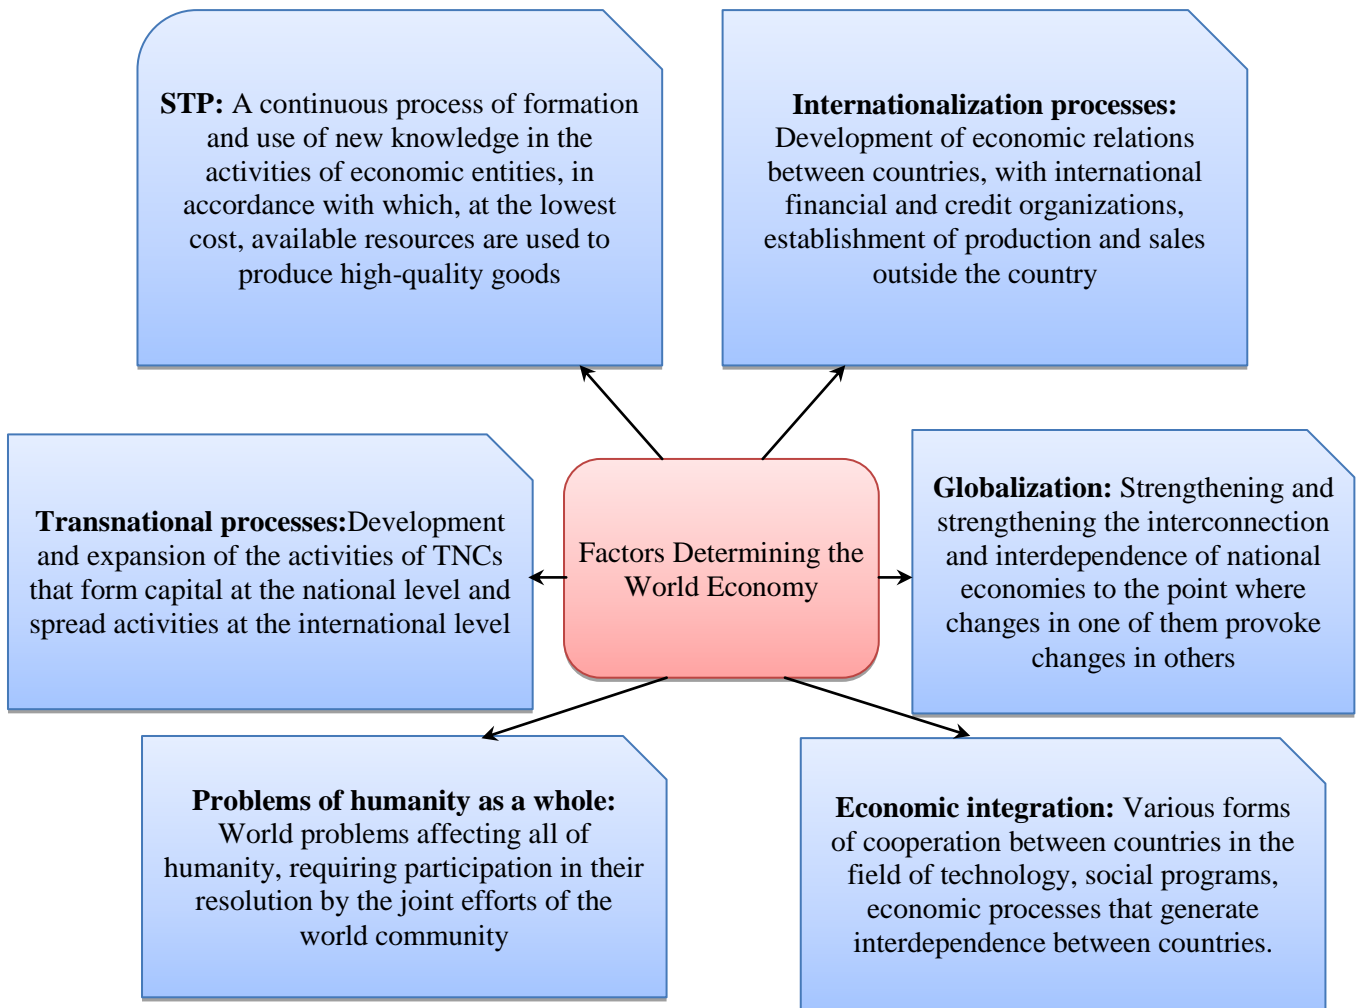 STP: A continuous process of formation
and use of new knowledge in the
activities of economic entities, in
accordance with which, at the lowest
cost, available resources are used to
produce high-quality goods
Internationalization processes:
Development of economic relations
between countries, with international
financial and credit organizations,
establishment of production and sales
outside the country
Transnational processes:Development
and expansion of the activities of TNCs
that form capital at the national level and
spread activities at the international level
Factors Determining the
World Economy
Globalization: Strengthening and
strengthening the interconnection
and interdependence of national
economies to the point where
changes in one of them provoke
changes in others
Problems of humanity as a whole:
World problems affecting all of
humanity, requiring participation in their
resolution by the joint efforts of the
world community
Economic integration: Various forms
of cooperation between countries in the
field of technology, social programs,
economic processes that generate
interdependence between countries.